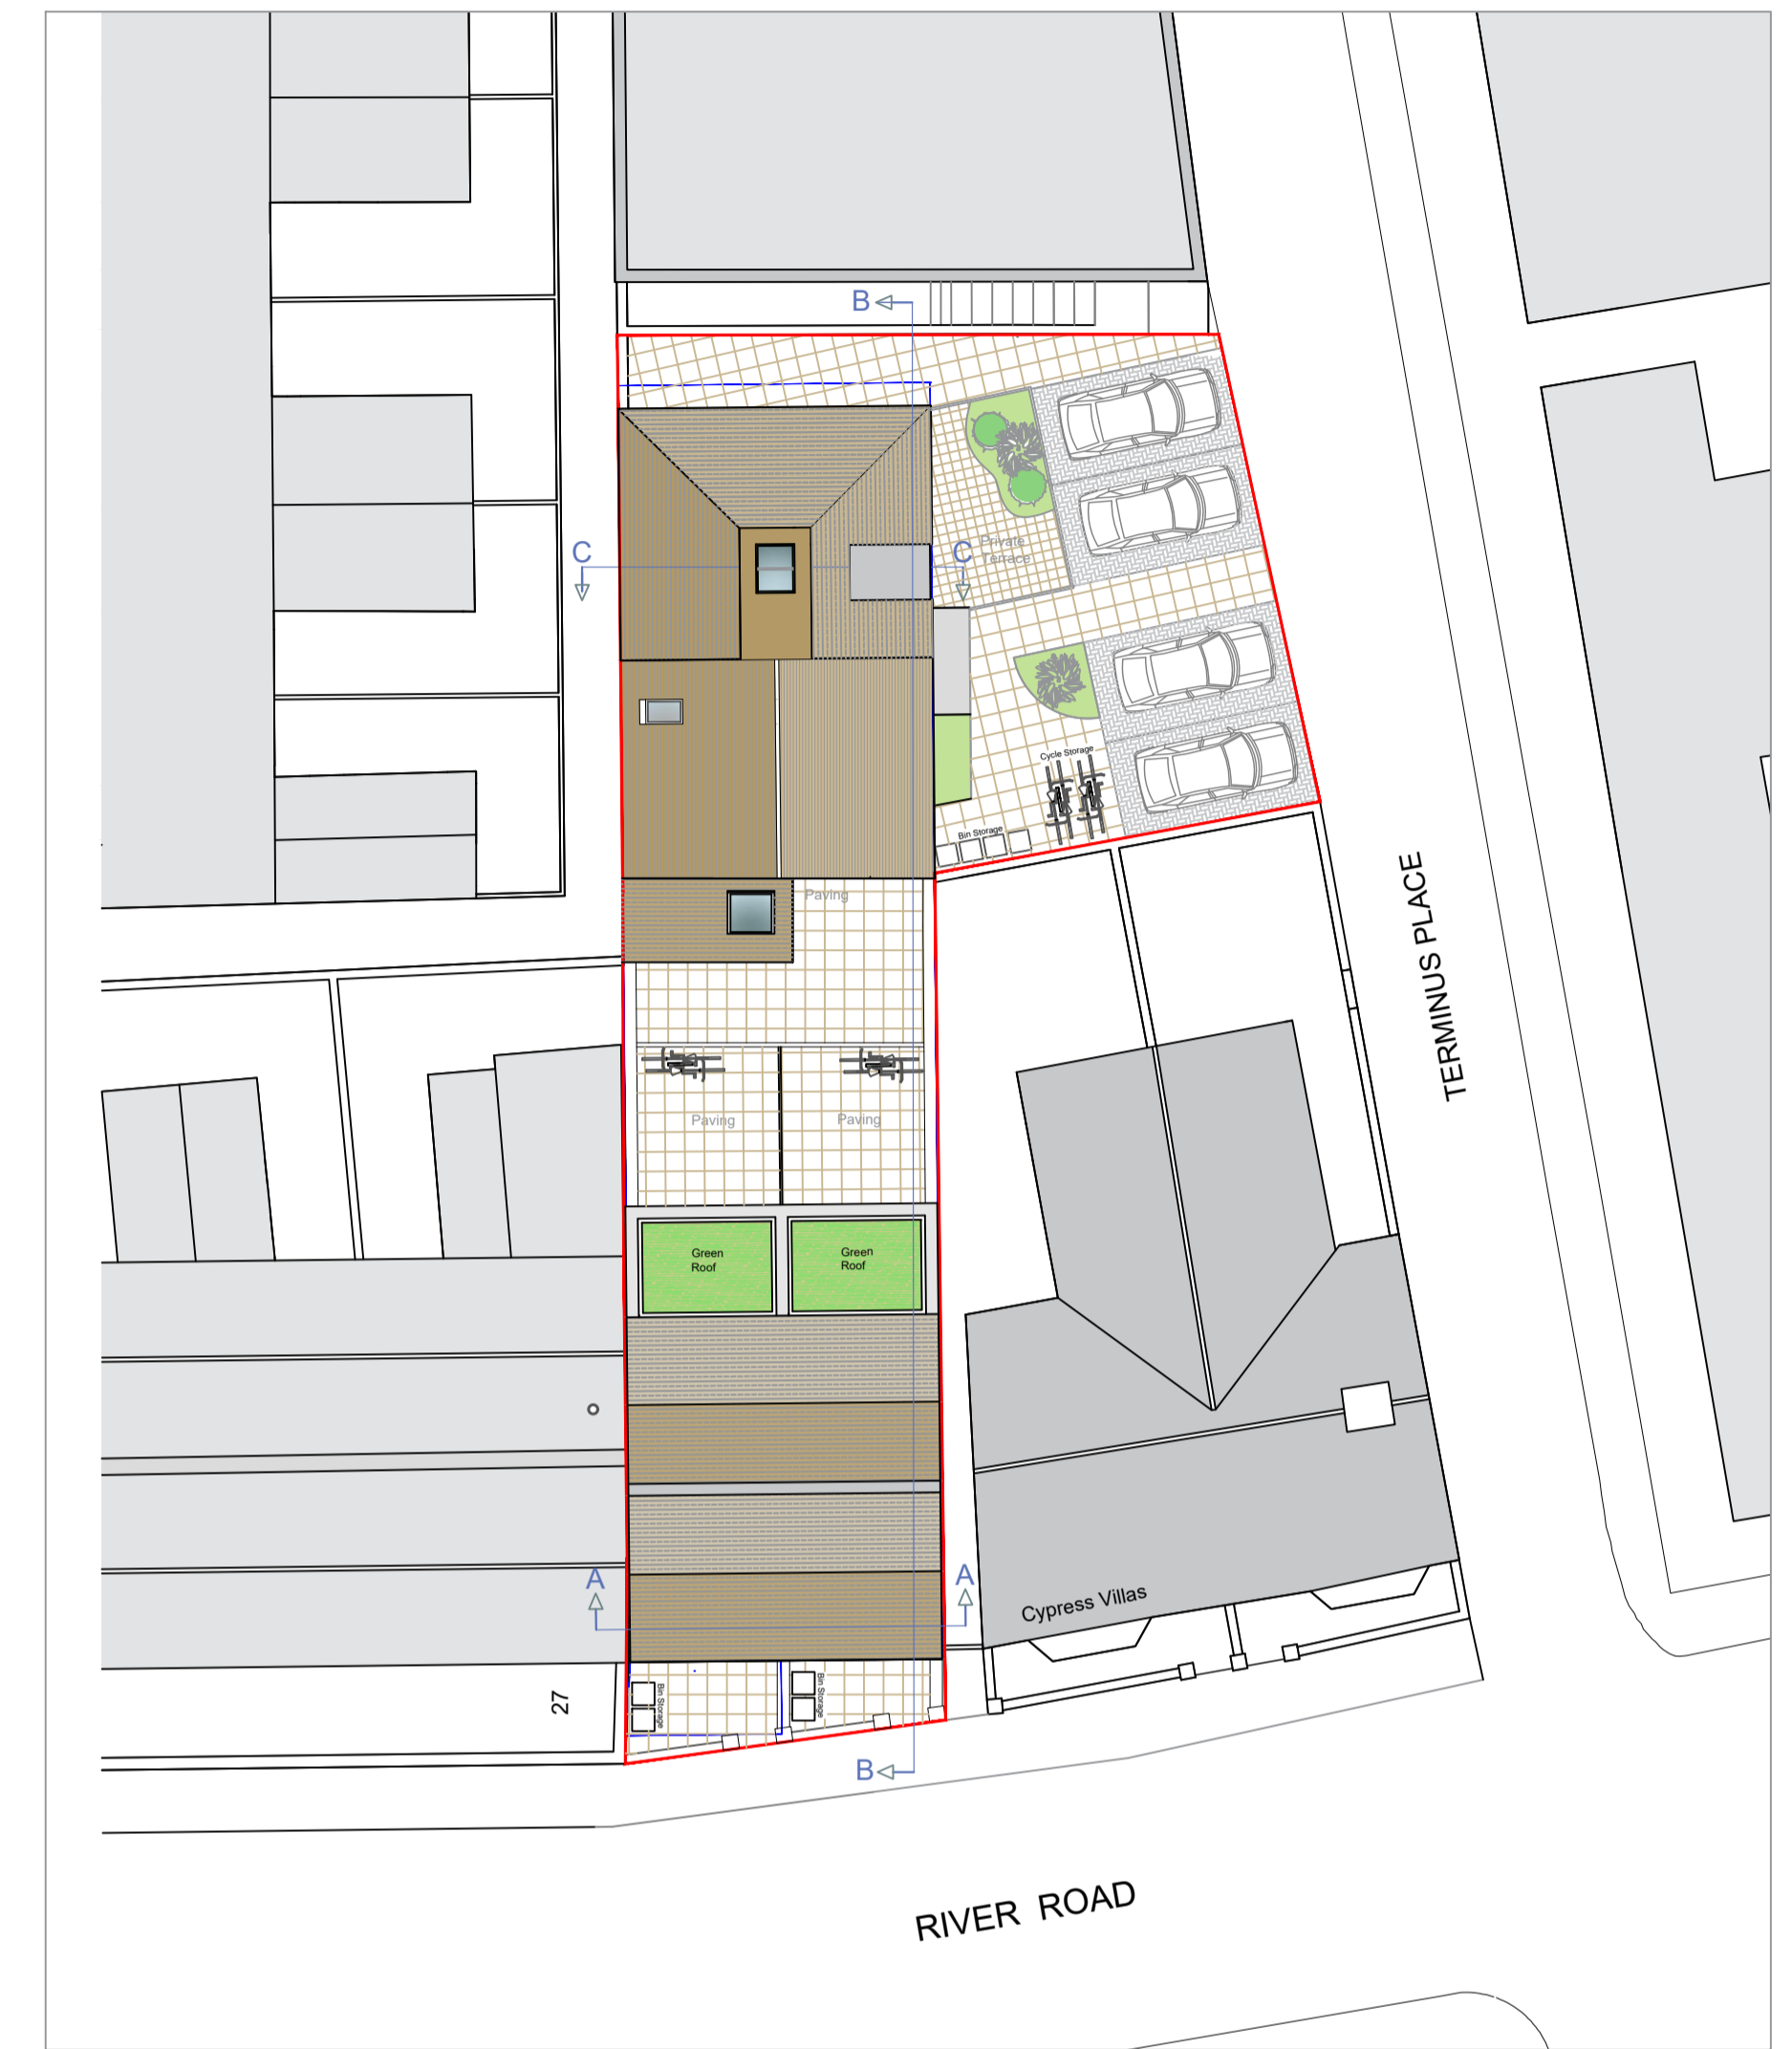 B
C
C
Private
Terrace
Cycle Storage
Bin Storage
Paving
TERMINUS PLACE
Paving
Paving
Green
Roof
Green
Roof
A
A
Cypress Villas
27
Bin Storage
Bin Storage
B
RIVER ROAD